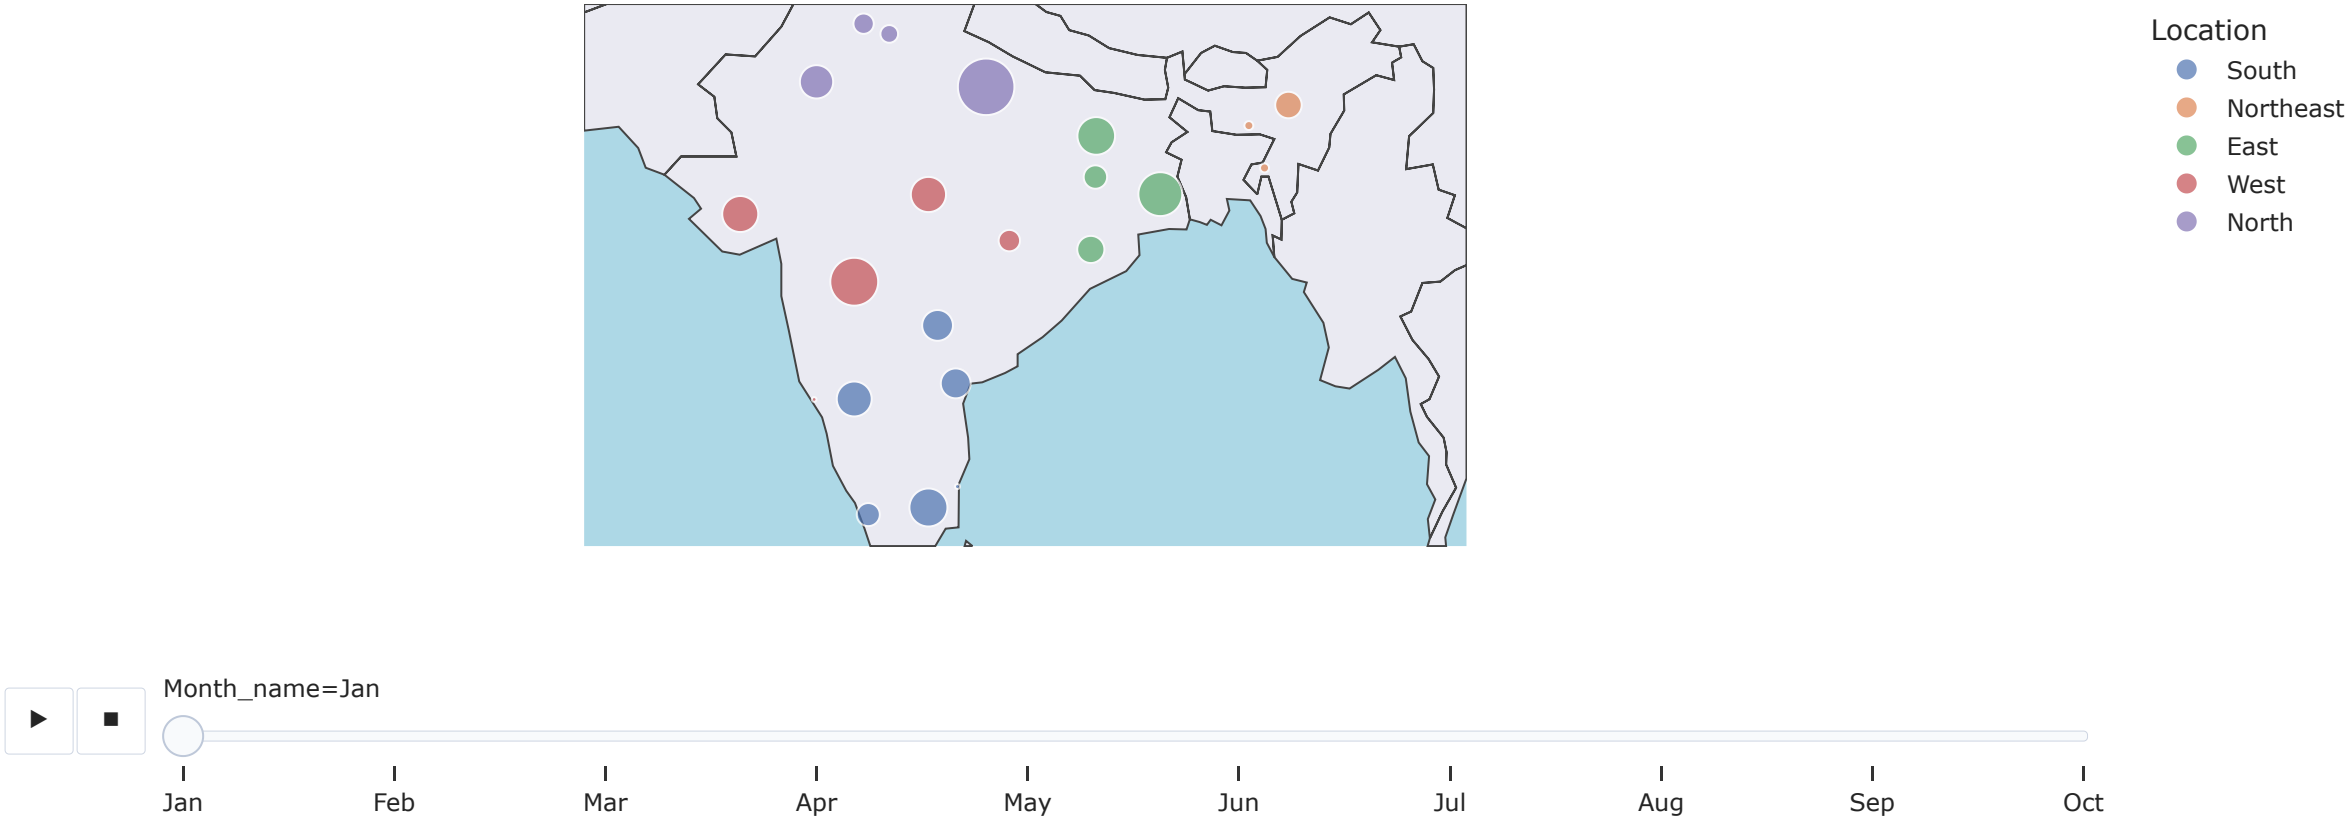 Location
South
Northeast
East
West
North
Month_name=Jan
Jan Feb Mar Apr May Jun Jul Aug Sep Oct